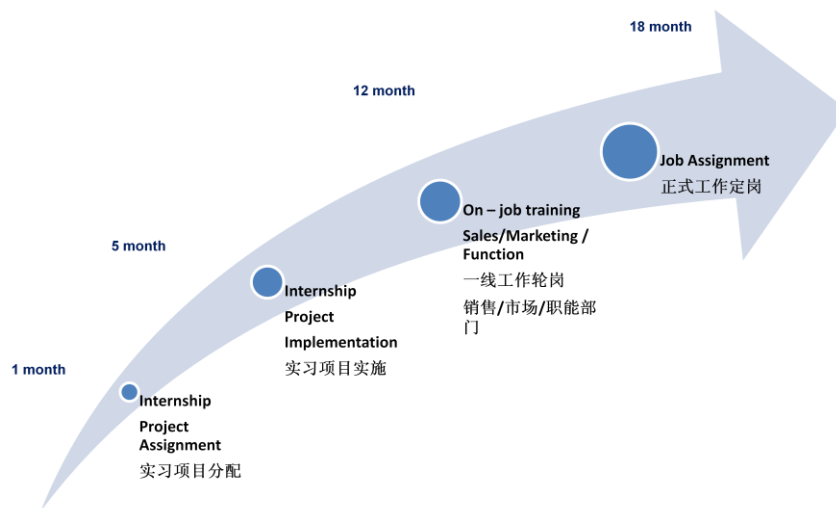 18 month
12 month
Job Assignment
正式工作定岗
On – job training
Sales/Marketing /
Function
一线工作轮岗
销售/市场/职能部
门
5 month
Internship
Project
Implementation
实习项目实施
1 month
Internship
Project
Assignment
实习项目分配